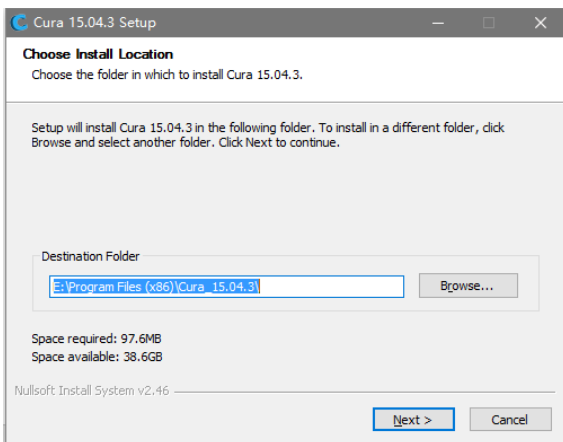 Cura 15.04.3 Setup
Choose Install Location
Choose the folder in which to install Cura 15.04.3.
Setup will install Cura 15.04.3 in the following folder. To install in a different folder, click
Browse and select another folder. Click Next to continue.
Destination Folder
E:\Program Files (x86)\Cura_15.04.3\
Browse...
Space required: 97.6MB
Space available: 38.6GB
Nullsoft Install System v2.46
Next >
Cancel